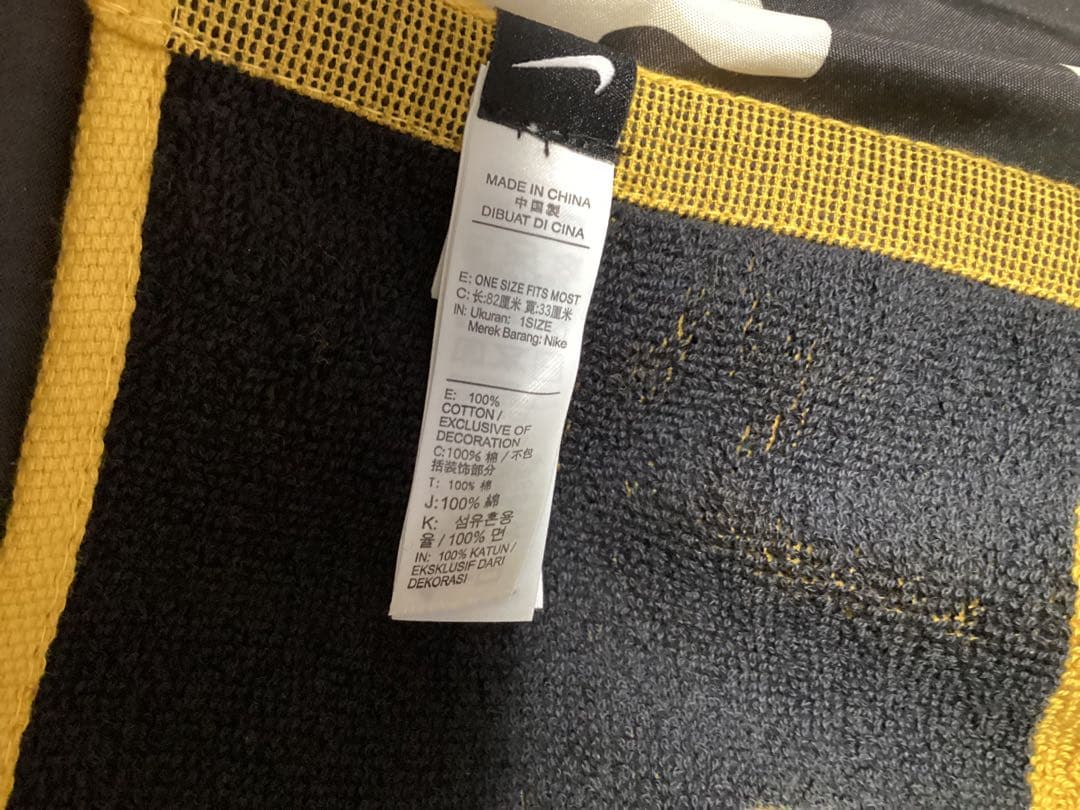 MADE IN CHINA
中国製
DIBUAT DI CINA
E: ONE SIZE FITS MOST
C: 长:82厘米 寬:33厘米
IN: Ukuran: 1SIZE
Merek Barang: Nike
E: 100%
COTTON /
EXCLUSIVE OF
DECORATION
C:100% 棉 / 不包
括装饰部分
T: 100% 棉
J:100% 綿
K: 섬유혼용
율 / 100% 면
IN: 100% KATUN /
EKSKLUSIF DARI
DEKORASI